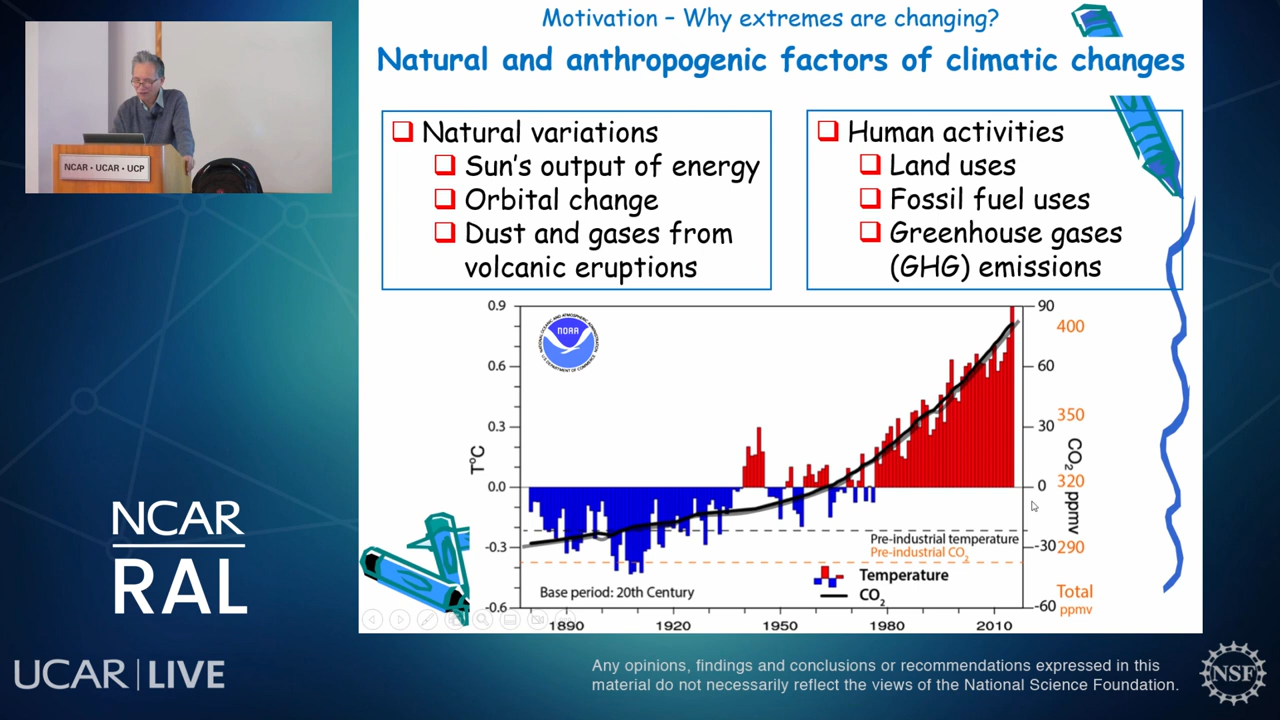 Motivation – Why extremes are changing?
Natural and anthropogenic factors of climatic changes
Natural variations
Sun's output of energy
Orbital change
Dust and gases from
volcanic eruptions
Human activities
Land uses
Fossil fuel uses
Greenhouse gases
(GHG) emissions
NCAR • UCAR • UCP
0.9
0.6
0.3
0.0
-0.3
-0.6
T°C
NOAA
90
60
30
0
-30
-60
CO₂ ppmv
400
350
320
290
Total
ppmv
Pre-industrial temperature
Pre-industrial CO₂
Base period: 20th Century
Temperature
CO₂
1890
1920
1950
1980
2010
NCAR
RAL
UCAR | LIVE
Any opinions, findings and conclusions or recommendations expressed in this
material do not necessarily reflect the views of the National Science Foundation.
NSF